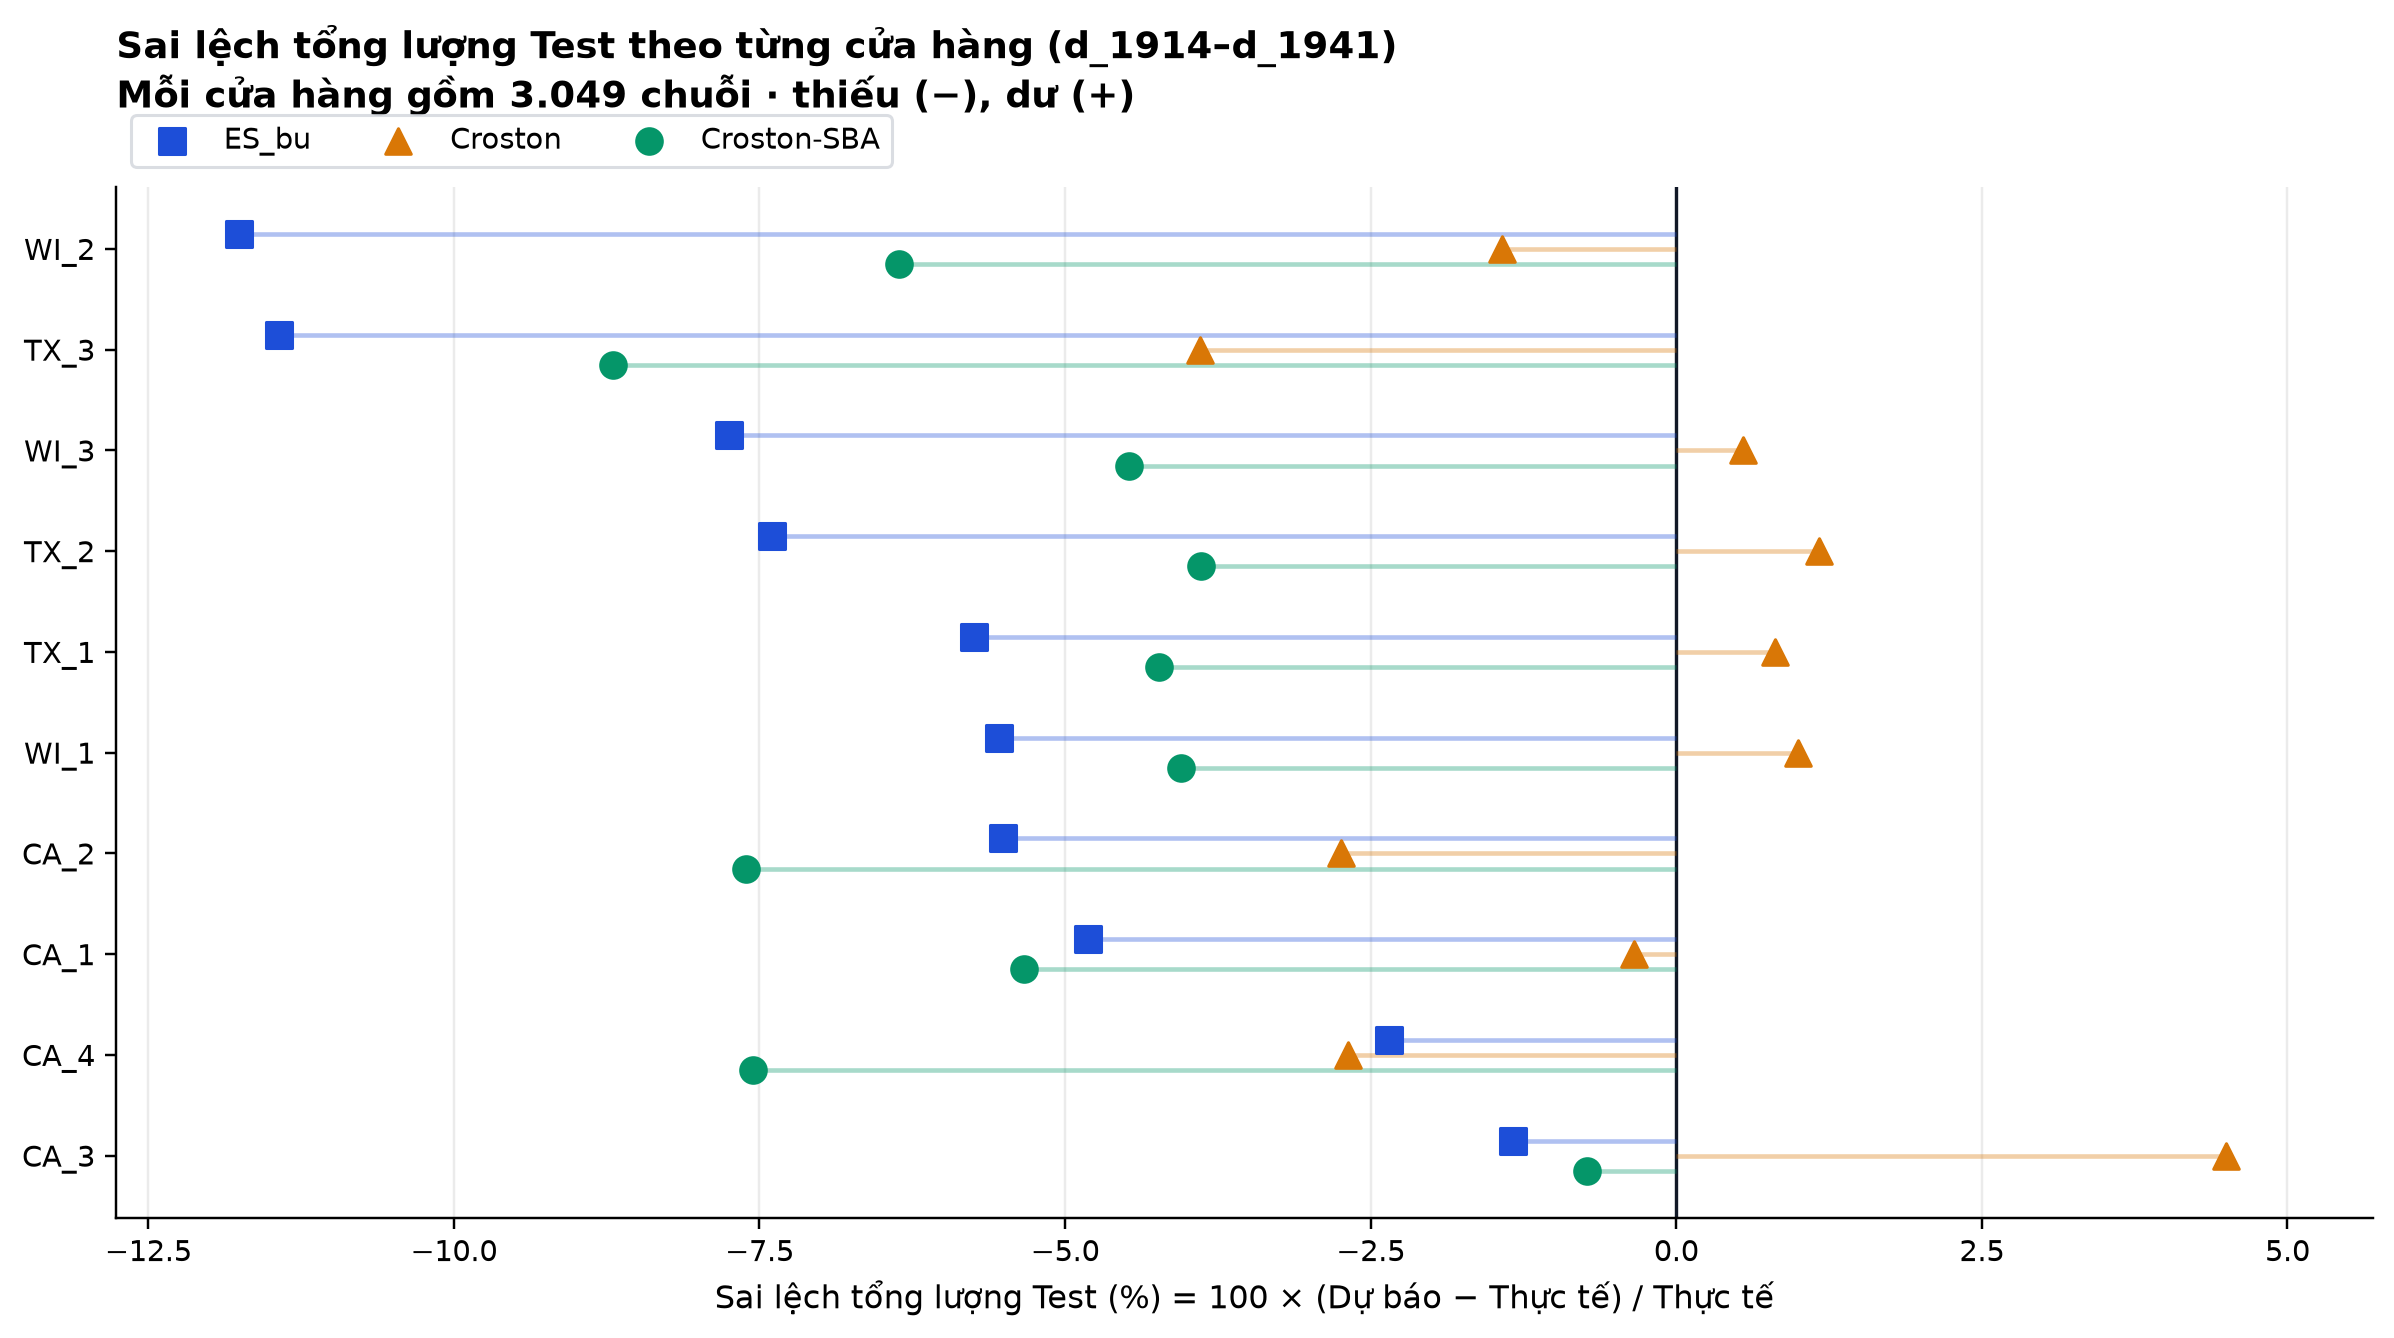 Sai lệch tổng lượng Test theo từng cửa hàng (d_1914–d_1941)
Mỗi cửa hàng gồm 3.049 chuỗi · thiếu (−), dư (+)
ES_bu Croston Croston-SBA
WI_2
TX_3
WI_3
TX_2
TX_1
WI_1
CA_2
CA_1
CA_4
CA_3
−12.5 −10.0 −7.5 −5.0 −2.5 0.0 2.5 5.0
Sai lệch tổng lượng Test (%) = 100 × (Dự báo − Thực tế) / Thực tế